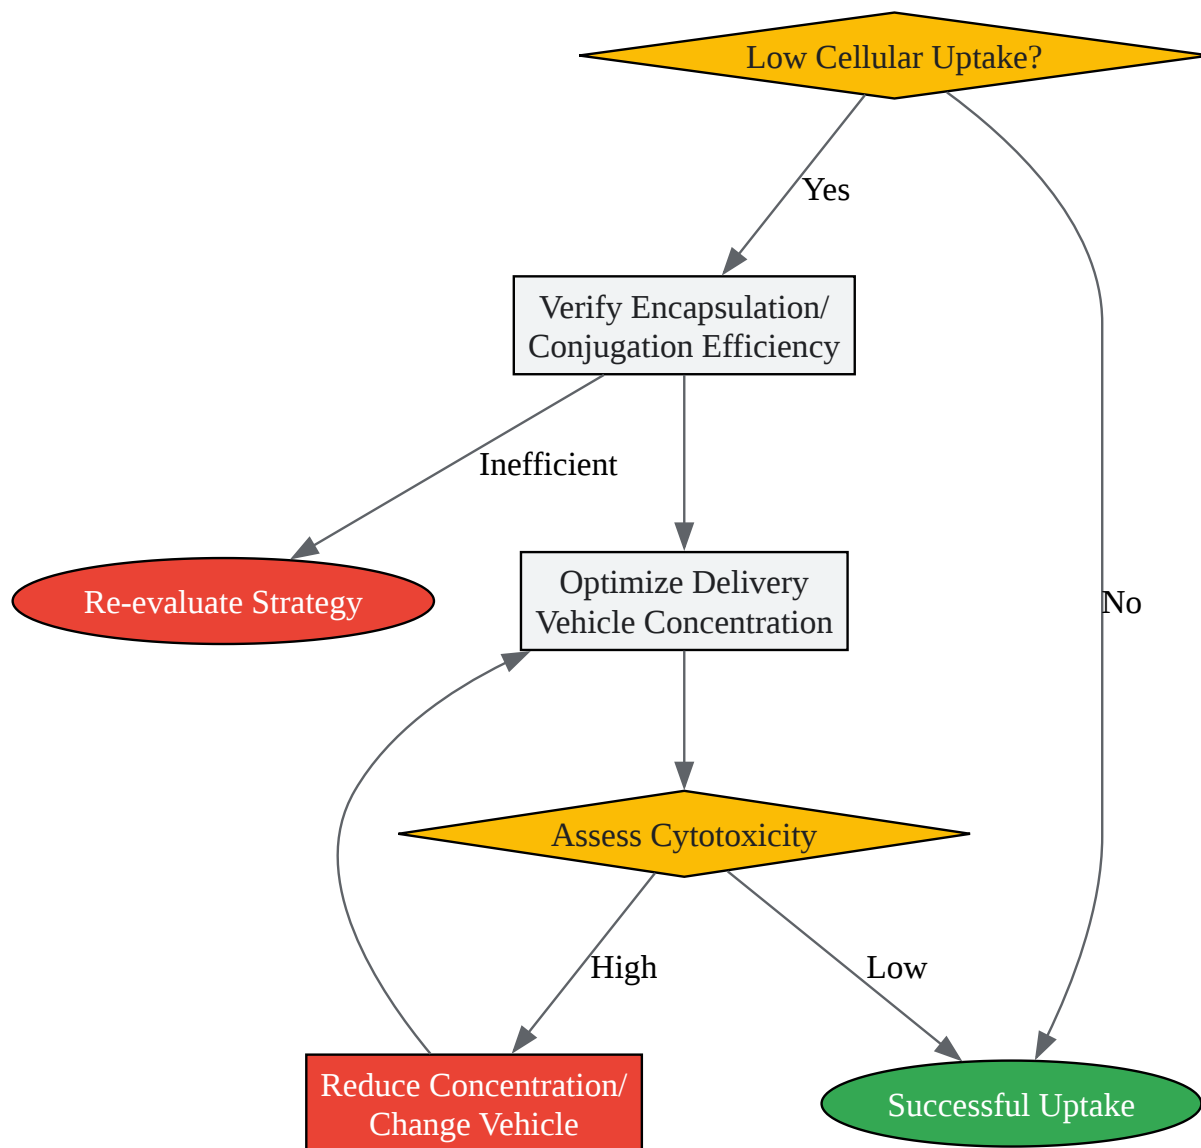 Low Cellular Uptake?
Yes
Verify Encapsulation/
Conjugation Efficiency
Inefficient
Optimize Delivery
Vehicle Concentration
Re-evaluate Strategy
No
Assess Cytotoxicity
High
Low
Reduce Concentration/
Change Vehicle
Successful Uptake